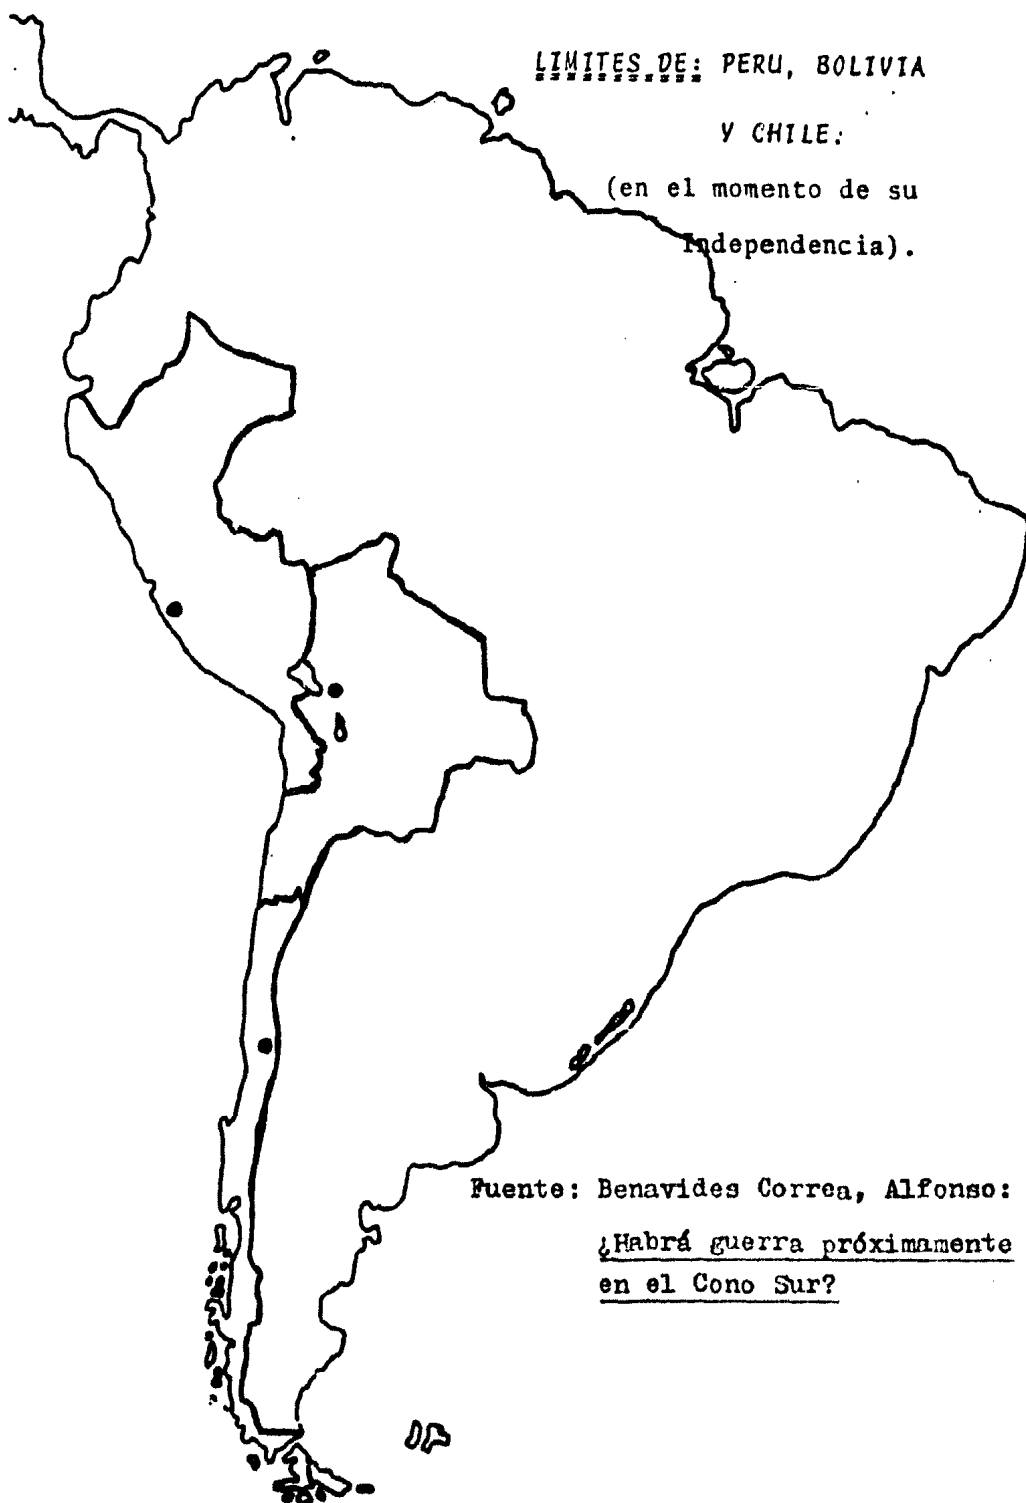 LIMITES DE: PERU, BOLIVIA
Y CHILE:
(en el momento de su
Independencia).
Fuente: Benavides Correa, Alfonso:
¿Habrá guerra próximamente
en el Cono Sur?